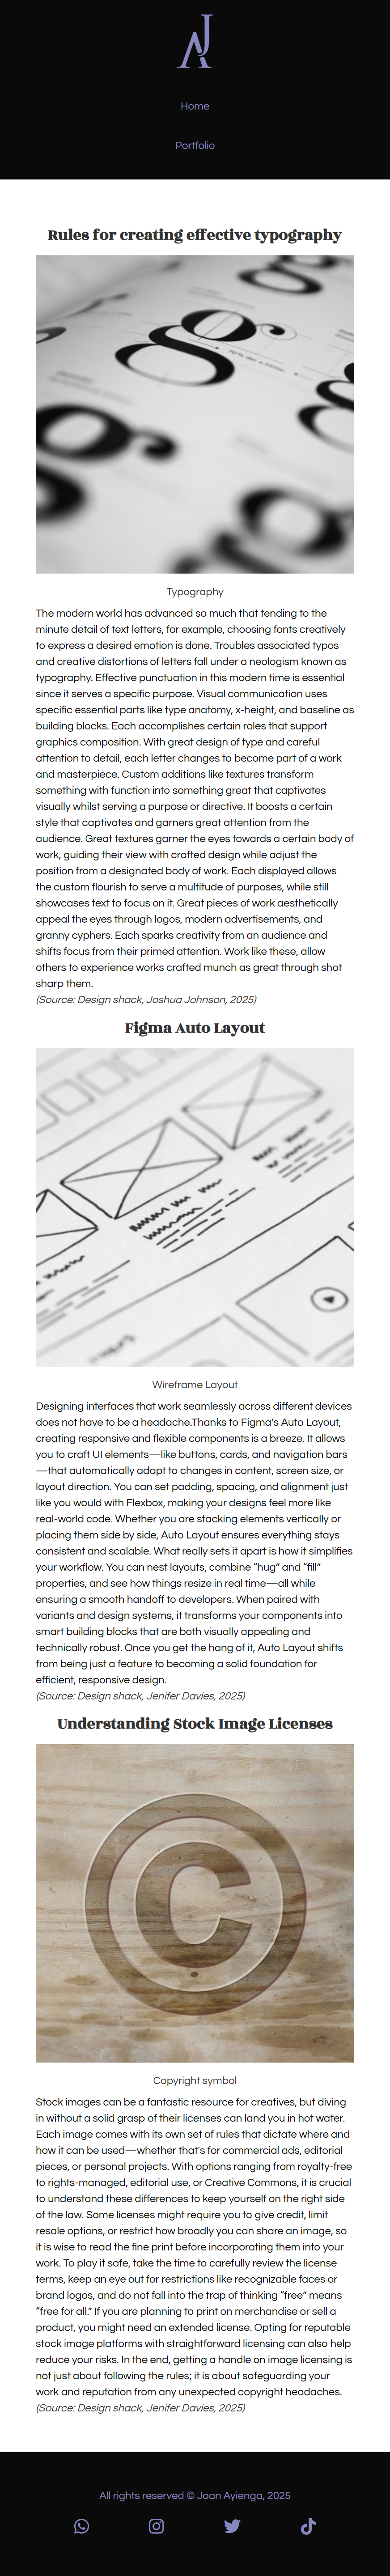 AJ
Home
Portfolio
Rules for creating effective typography
Typography
The modern world has advanced so much that tending to the
minute detail of text letters, for example, choosing fonts creatively
to express a desired emotion is done. Troubles associated typos
and creative distortions of letters fall under a neologism known as
typography. Effective punctuation in this modern time is essential
since it serves a specific purpose. Visual communication uses
specific essential parts like type anatomy, x-height, and baseline as
building blocks. Each accomplishes certain roles that support
graphics composition. With great design of type and careful
attention to detail, each letter changes to become part of a work
and masterpiece. Custom additions like textures transform
something with function into something great that captivates
visually whilst serving a purpose or directive. It boosts a certain
style that captivates and garners great attention from the
audience. Great textures garner the eyes towards a certain body of
work, guiding their view with crafted design while adjust the
position from a designated body of work. Each displayed allows
the custom flourish to serve a multitude of purposes, while still
showcases text to focus on it. Great pieces of work aesthetically
appeal the eyes through logos, modern advertisements, and
granny cyphers. Each sparks creativity from an audience and
shifts focus from their primed attention. Work like these, allow
others to experience works crafted munch as great through shot
sharp them.
(Source: Design shack, Joshua Johnson, 2025)
Figma Auto Layout
Wireframe Layout
Designing interfaces that work seamlessly across different devices
does not have to be a headache.Thanks to Figma's Auto Layout,
creating responsive and flexible components is a breeze. It allows
you to craft UI elements—like buttons, cards, and navigation bars
—that automatically adapt to changes in content, screen size, or
layout direction. You can set padding, spacing, and alignment just
like you would with Flexbox, making your designs feel more like
real-world code. Whether you are stacking elements vertically or
placing them side by side, Auto Layout ensures everything stays
consistent and scalable. What really sets it apart is how it simplifies
your workflow. You can nest layouts, combine “hug” and “fill”
properties, and see how things resize in real time—all while
ensuring a smooth handoff to developers. When paired with
variants and design systems, it transforms your components into
smart building blocks that are both visually appealing and
technically robust. Once you get the hang of it, Auto Layout shifts
from being just a feature to becoming a solid foundation for
efficient, responsive design.
(Source: Design shack, Jenifer Davies, 2025)
Understanding Stock Image Licenses
Copyright symbol
Stock images can be a fantastic resource for creatives, but diving
in without a solid grasp of their licenses can land you in hot water.
Each image comes with its own set of rules that dictate where and
how it can be used—whether that's for commercial ads, editorial
pieces, or personal projects. With options ranging from royalty-free
to rights-managed, editorial use, or Creative Commons, it is crucial
to understand these differences to keep yourself on the right side
of the law. Some licenses might require you to give credit, limit
resale options, or restrict how broadly you can share an image, so
it is wise to read the fine print before incorporating them into your
work. To play it safe, take the time to carefully review the license
terms, keep an eye out for restrictions like recognizable faces or
brand logos, and do not fall into the trap of thinking “free” means
“free for all.” If you are planning to print on merchandise or sell a
product, you might need an extended license. Opting for reputable
stock image platforms with straightforward licensing can also help
reduce your risks. In the end, getting a handle on image licensing is
not just about following the rules; it is about safeguarding your
work and reputation from any unexpected copyright headaches.
(Source: Design shack, Jenifer Davies, 2025)
All rights reserved © Joan Ayienga, 2025